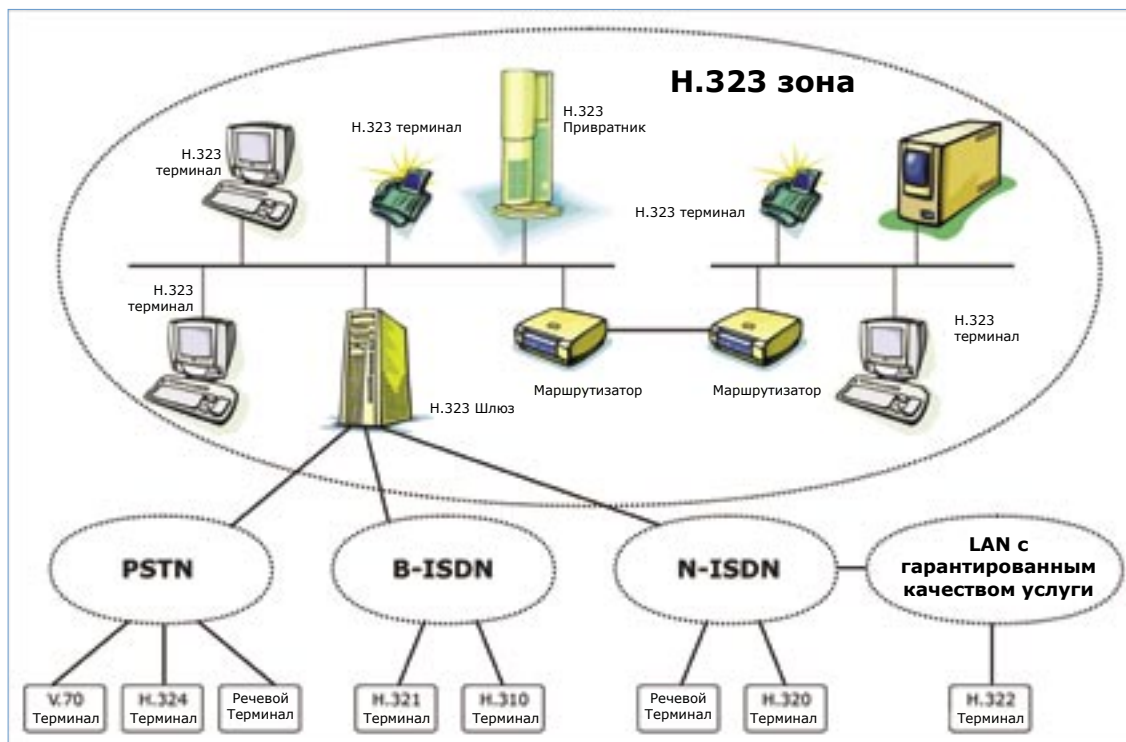 H.323 зона
H.323
Привратник
H.323 терминал
H.323
терминал
H.323 терминал
H.323
терминал
H.323
терминал
H.323 Шлюз
Маршрутизатор
Маршрутизатор
PSTN
B-ISDN
N-ISDN
LAN с
гарантированным
качеством услуги
V.70
Терминал
H.324
Терминал
Речевой
Терминал
H.321
Терминал
H.310
Терминал
Речевой
Терминал
H.320
Терминал
H.322
Терминал